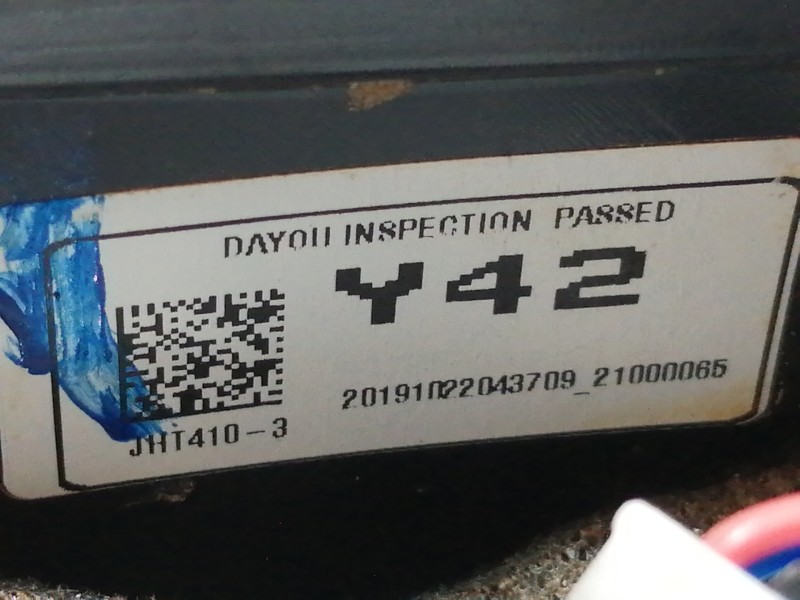 DAYOU INSPECTION PASSED
Y42
20191022043709_21000065
JHT410-3